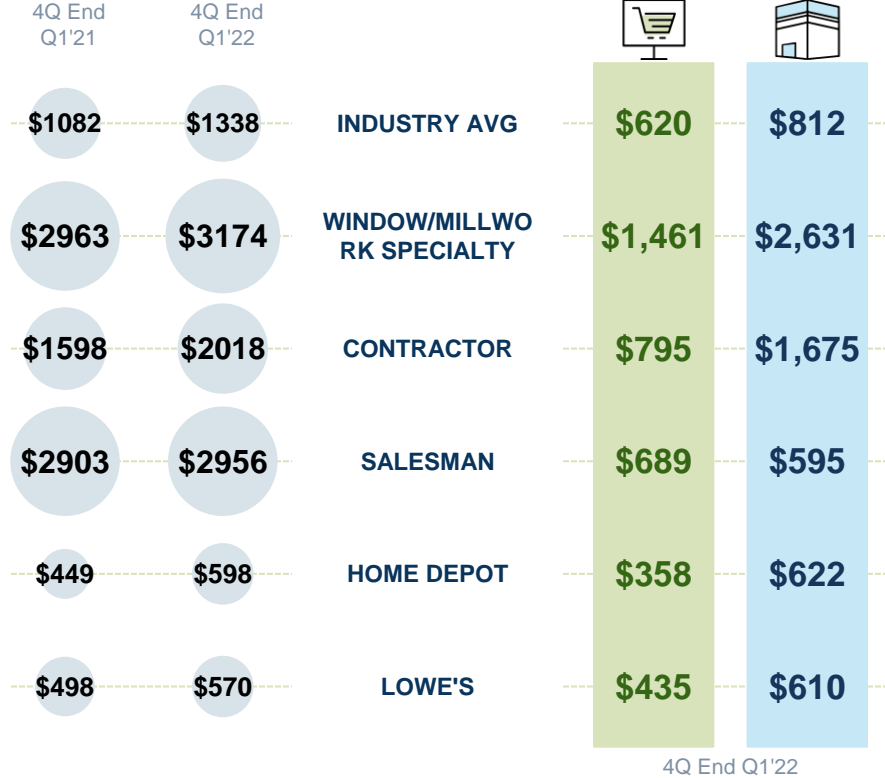 4Q End
Q1'21
4Q End
Q1'22
$1082
$1338
INDUSTRY AVG
$620
$812
$2963
$3174
WINDOW/MILLWO
RK SPECIALTY
$1,461
$2,631
$1598
$2018
CONTRACTOR
$795
$1,675
$2903
$2956
SALESMAN
$689
$595
$449
$598
HOME DEPOT
$358
$622
$498
$570
LOWE'S
$435
$610
4Q End Q1'22